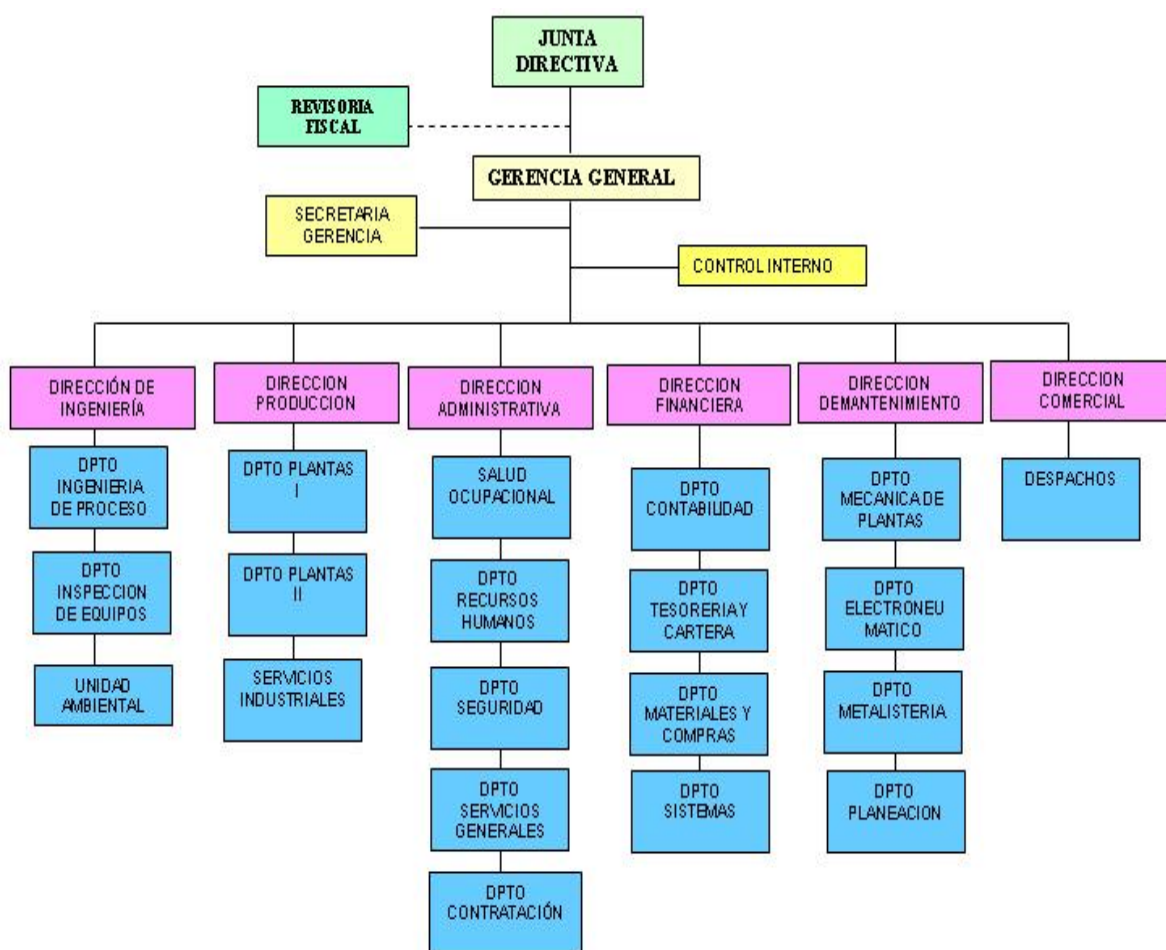 JUNTA
DIRECTIVA
REVISORIA
FISCAL
GERENCIA GENERAL
SECRETARIA
GERENCIA
CONTROL INTERNO
DIRECCIÓN DE
INGENIERÍA
DIRECCION
PRODUCCION
DIRECCION
ADMINISTRATIVA
DIRECCION
FINANCIERA
DIRECCION
DEMANTENIMIENTO
DIRECCION
COMERCIAL
DPTO
INGENIERIA
DE PROCESO
DPTO
INSPECCION
DE EQUIPOS
UNIDAD
AMBIENTAL
DPTO PLANTAS
I
DPTO PLANTAS
II
SERVICIOS
INDUSTRIALES
SALUD
OCUPACIONAL
DPTO
RECURSOS
HUMANOS
DPTO
SEGURIDAD
DPTO
SERVICIOS
GENERALES
DPTO
CONTRATACIÓN
DPTO
CONTABILIDAD
DPTO
TESORERIA Y
CARTERA
DPTO
MATERIALES Y
COMPRAS
DPTO
SISTEMAS
DPTO
MECANICA DE
PLANTAS
DPTO
ELECTRONEU
MATICO
DPTO
METALISTERIA
DPTO
PLANEACION
DESPACHOS